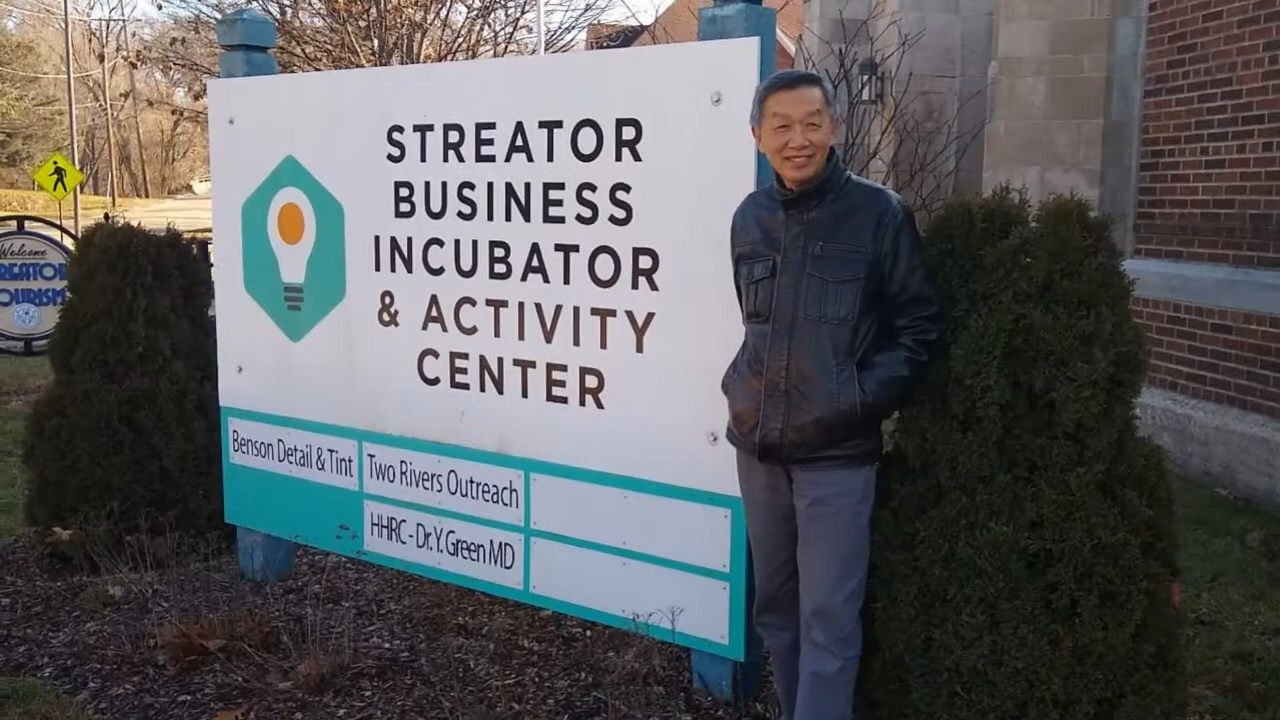 STREATOR
BUSINESS
INCUBATOR
& ACTIVITY
CENTER
Benson Detail & Tint
Two Rivers Outreach
HHRC - Dr. Y. Green MD
Welcome